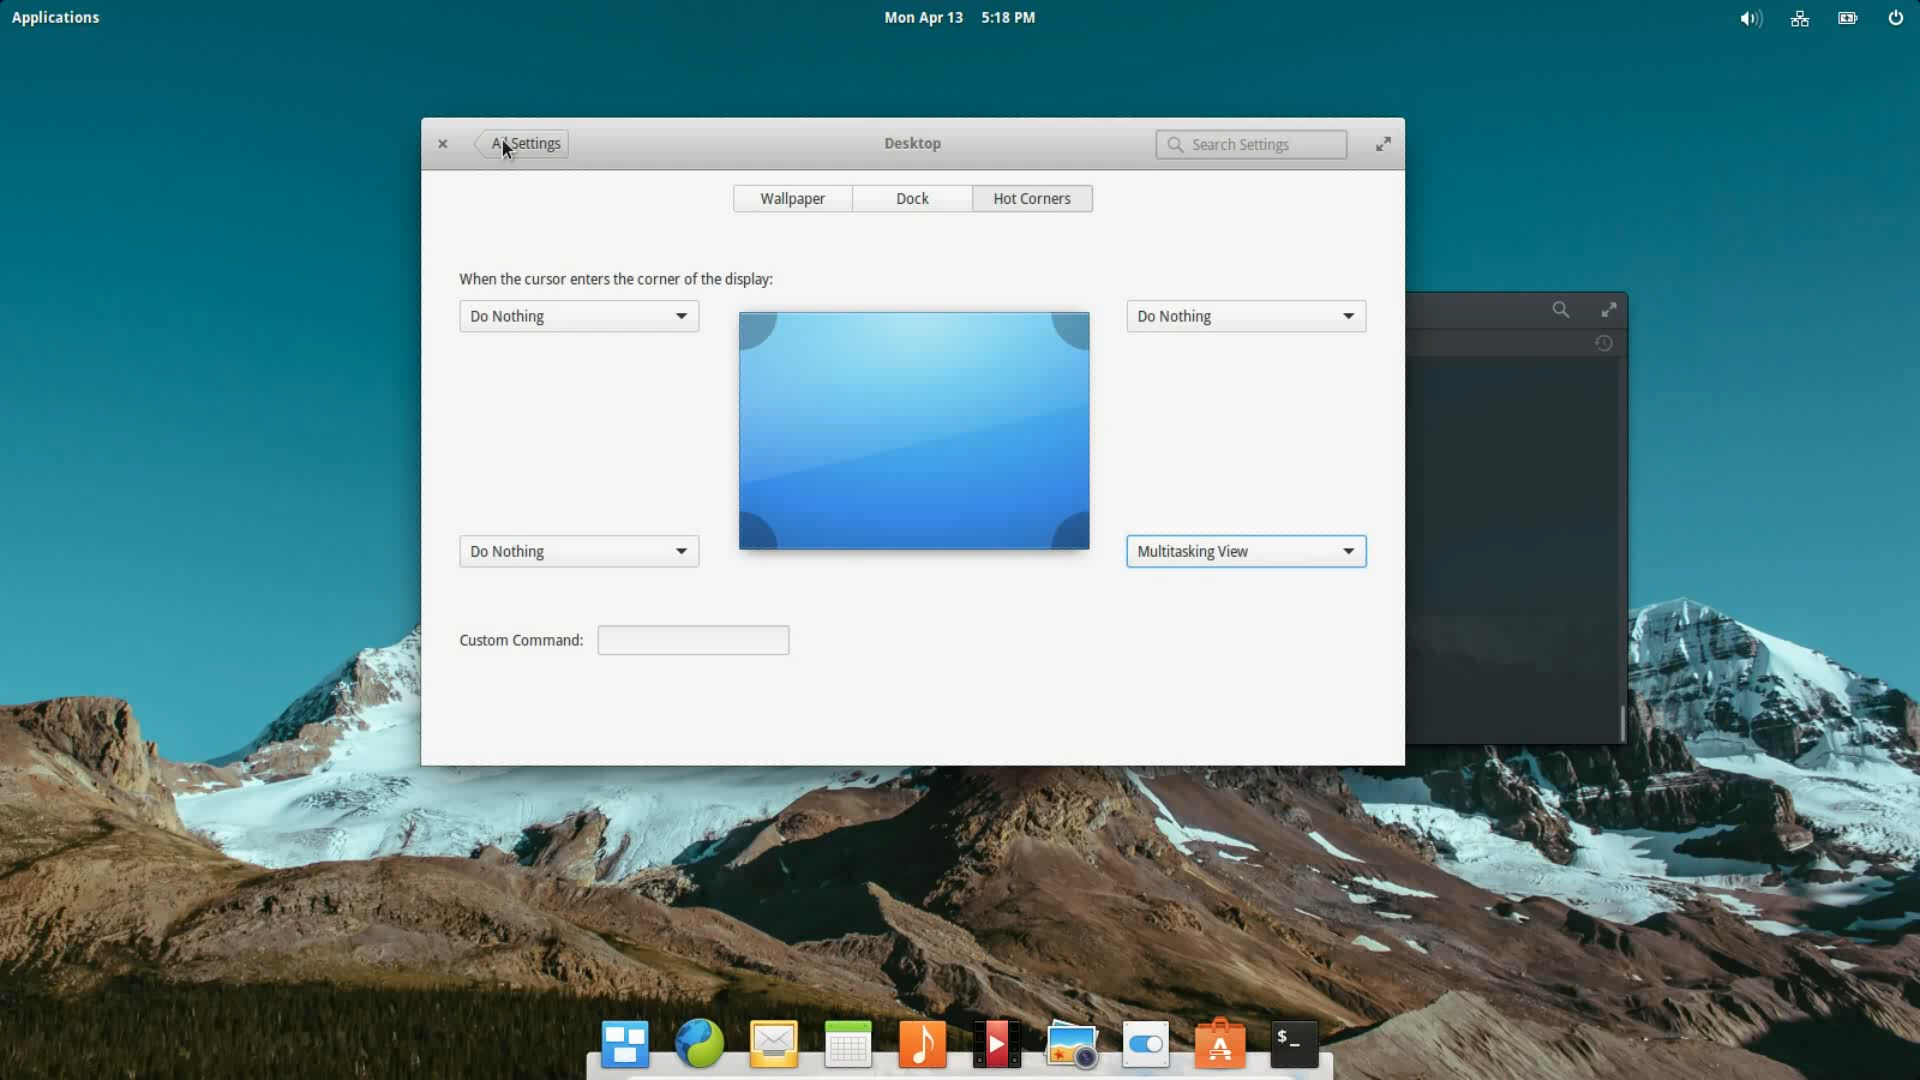 Applications
Mon Apr 13 5:18 PM
All Settings
Desktop
Search Settings
Wallpaper
Dock
Hot Corners
When the cursor enters the corner of the display:
Do Nothing
Do Nothing
Do Nothing
Multitasking View
Custom Command:
$_